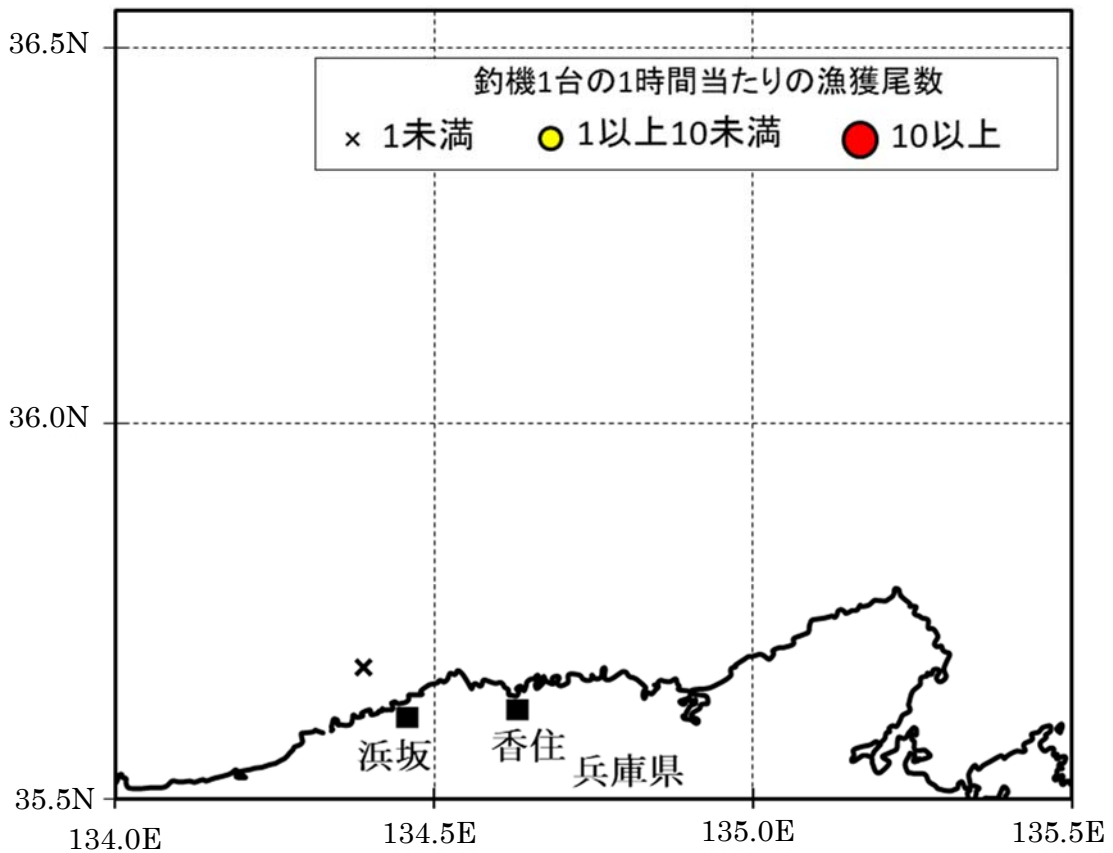 36.5N
釣機1台の1時間当たりの漁獲尾数
× 1未満 1以上10未満 10以上
36.0N
浜坂 香住
兵庫県
35.5N
134.0E 134.5E 135.0E 135.5E